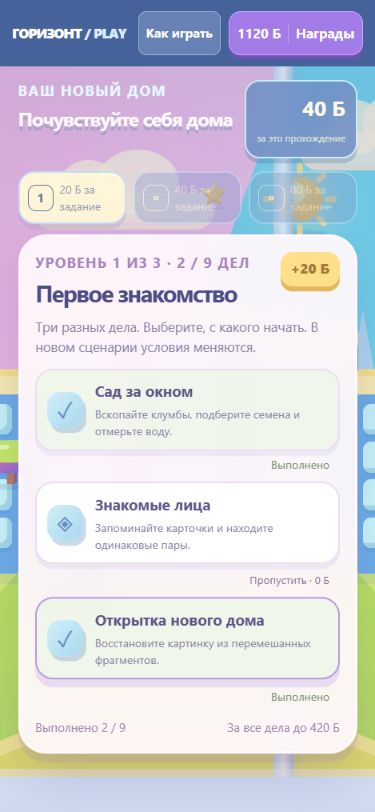 ГОРИЗОНТ / PLAY
Как играть
1120 Б
Награды
ВАШ НОВЫЙ ДОМ
Почувствуйте себя дома
40 Б
за это прохождение
1
20 Б за
задание
40 Б за
задание
80 Б за
задание
УРОВЕНЬ 1 ИЗ 3 · 2 / 9 ДЕЛ
+20 Б
Первое знакомство
Три разных дела. Выберите, с какого начать. В
новом сценарии условия меняются.
Сад за окном
Вскопайте клумбы, подберите семена и
отмерьте воду.
Выполнено
Знакомые лица
Запоминайте карточки и находите
одинаковые пары.
Пропустить · 0 Б
Открытка нового дома
Восстановите картинку из перемешанных
фрагментов.
Выполнено
Выполнено 2 / 9
За все дела до 420 Б